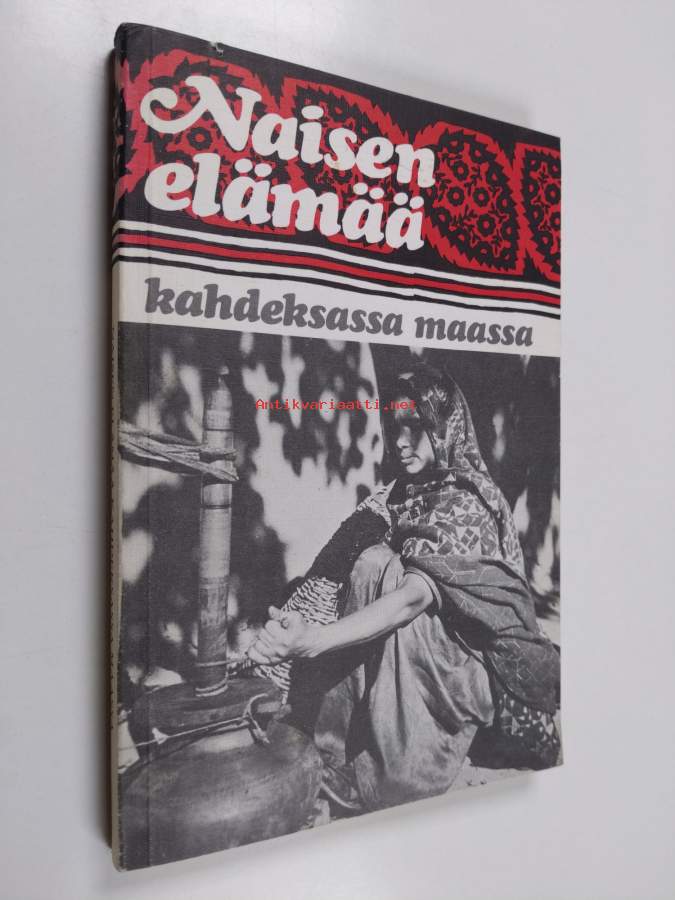 Naisen
elämää
kahdeksassa maassa
Antikvariaatti.net